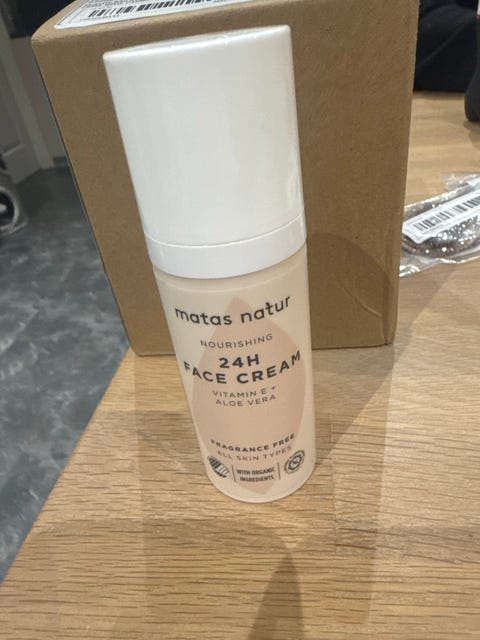 matas natur
NOURISHING
24H
FACE CREAM
VITAMIN E +
ALOE VERA
FRAGRANCE FREE
ALL SKIN TYPES
WITH ORGANIC
INGREDIENTS